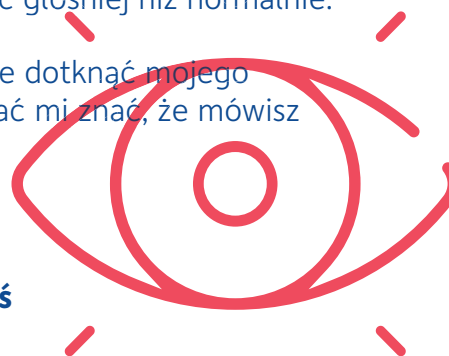 głośniej niż normalnie.
e dotknąć mojego
ać mi znać, że mówisz
ś